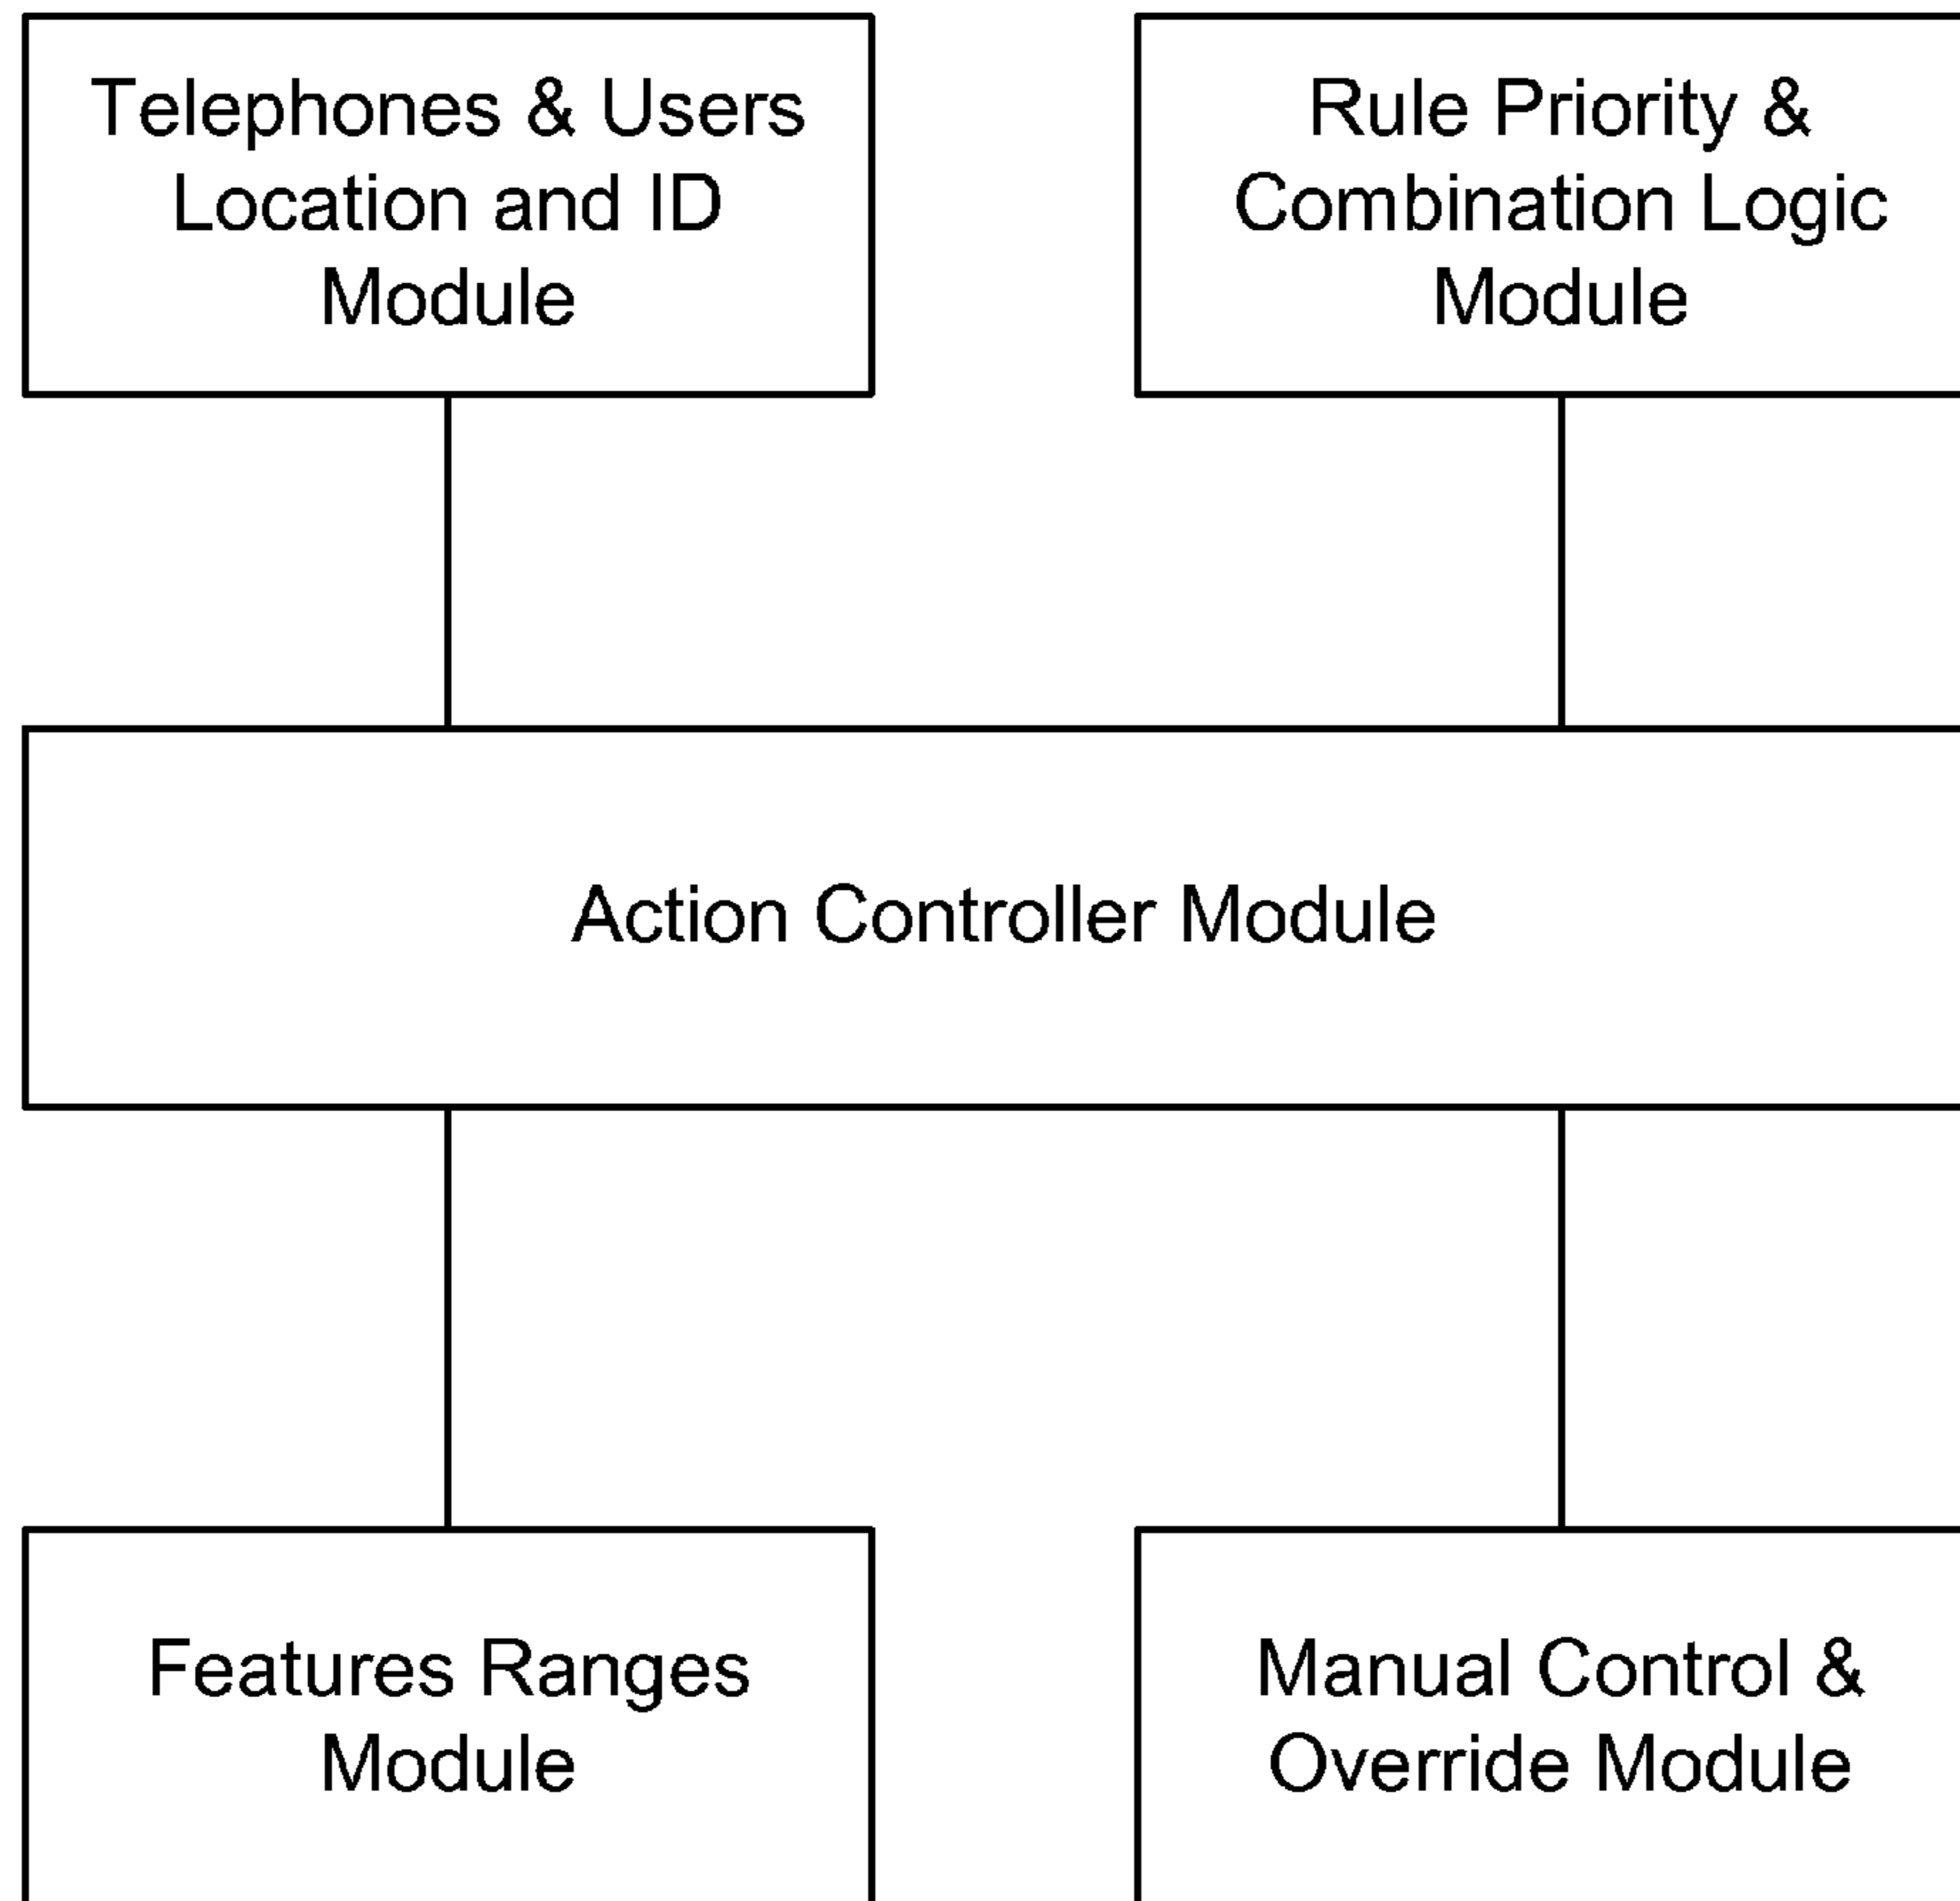 Telephones & Users
Location and ID
Module
Rule Priority &
Combination Logic
Module
Action Controller Module
Features Ranges
Module
Manual Control &
Override Module